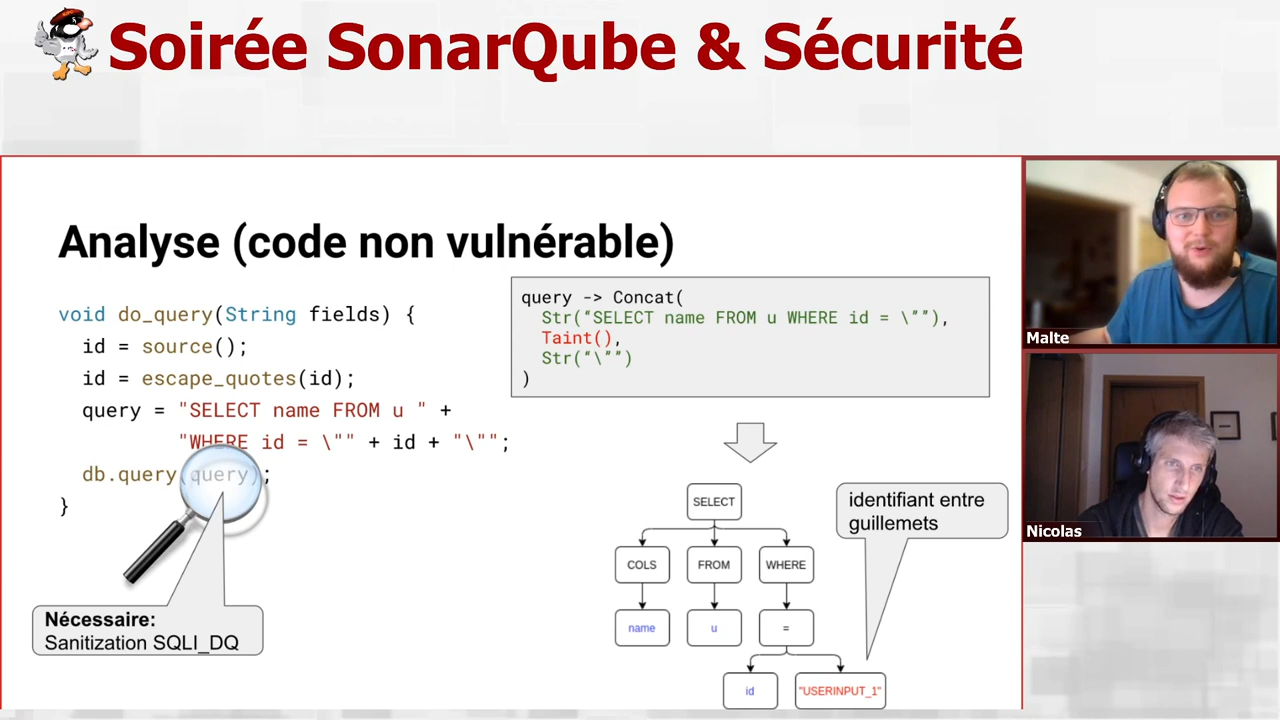 Soirée SonarQube & Sécurité
Analyse (code non vulnérable)
void do_query(String fields) {
id = source();
id = escape_quotes(id);
query = "SELECT name FROM u " +
"WHERE id = \"" + id + "\"";
db.query(query);
}
Nécessaire:
Sanitization SQLI_DQ
query -> Concat(
Str(“SELECT name FROM u WHERE id = \””),
Taint(),
Str(“\””)
)
SELECT
COLS
FROM
WHERE
name
u
=
id
"USERINPUT_1"
identifiant entre
guillemets
Malte
Nicolas